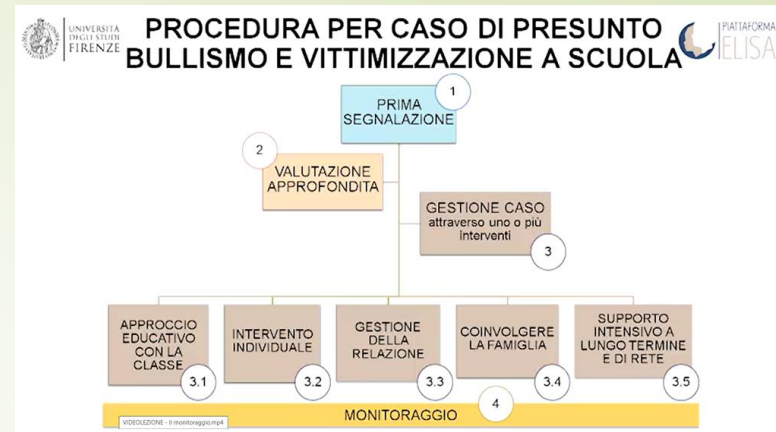 UNIVERSITÀ
DEGLI STUDI
FIRENZE
PROCEDURA PER CASO DI PRESUNTO
BULLISMO E VITTIMIZZAZIONE A SCUOLA
PIATTAFORMA
ELISA
1
PRIMA
SEGNALAZIONE
2
VALUTAZIONE
APPROFONDITA
GESTIONE CASO
attraverso uno o più
interventi
3
APPROCCIO
EDUCATIVO
CON LA
CLASSE
3.1
INTERVENTO
INDIVIDUALE
3.2
GESTIONE
DELLA
RELAZIONE
3.3
COINVOLGERE
LA FAMIGLIA
3.4
SUPPORTO
INTENSIVO A
LUNGO TERMINE
E DI RETE
3.5
MONITORAGGIO
4
VIDEOLEZIONE - Il monitoraggio.mp4